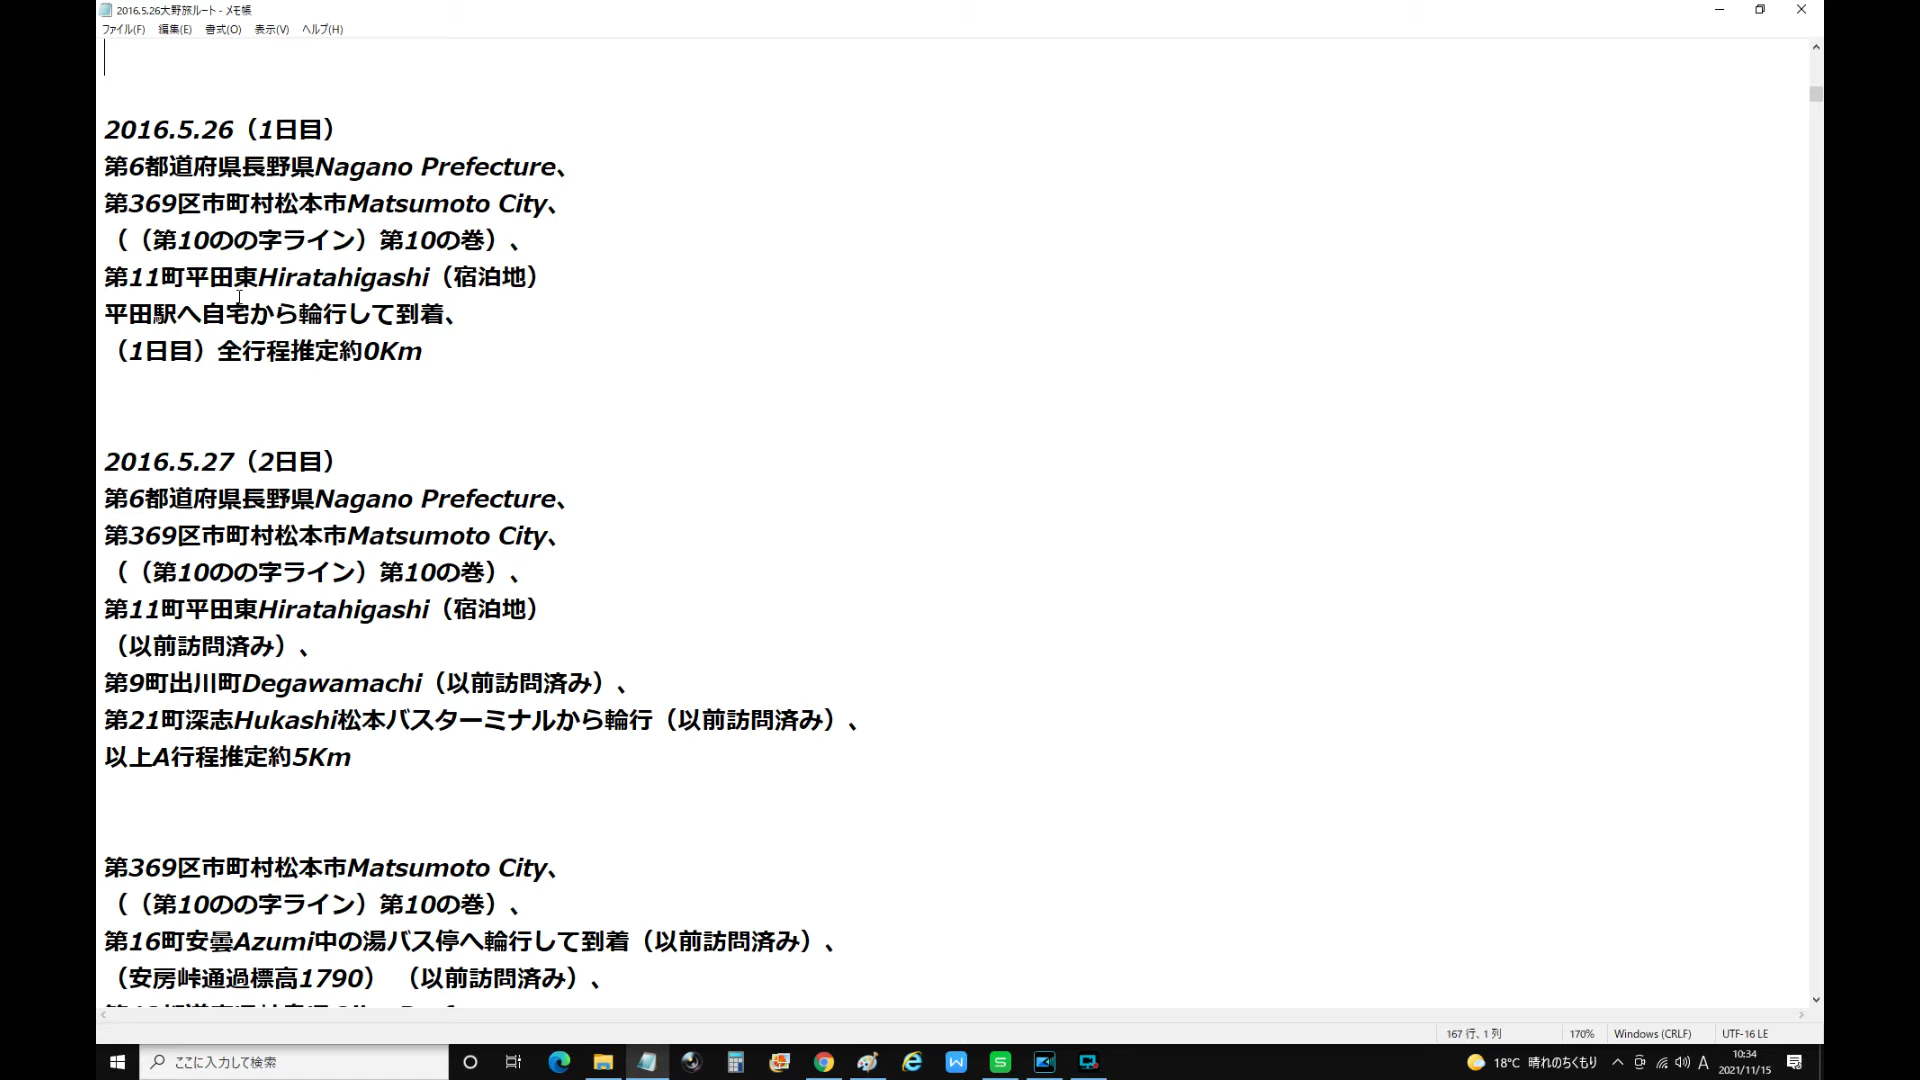 2016.5.26大野旅ルート - メモ帳
ファイル(F) 編集(E) 書式(O) 表示(V) ヘルプ(H)
2016.5.26（1日目）
第6都道府県長野県Nagano Prefecture、
第369区市町村松本市Matsumoto City、
（（第10のの字ライン）第10の巻）、
第11町平田東Hiratahigashi（宿泊地）
平田駅へ自宅から輪行して到着、
（1日目）全行程推定約0Km
2016.5.27（2日目）
第6都道府県長野県Nagano Prefecture、
第369区市町村松本市Matsumoto City、
（（第10のの字ライン）第10の巻）、
第11町平田東Hiratahigashi（宿泊地）
（以前訪問済み）、
第9町出川町Degawamachi（以前訪問済み）、
第21町深志Hukashi松本バスターミナルから輪行（以前訪問済み）、
以上A行程推定約5Km
第369区市町村松本市Matsumoto City、
（（第10のの字ライン）第10の巻）、
第16町安曇Azumi中の湯バス停へ輪行して到着（以前訪問済み）、
（安房峠通過標高1790） （以前訪問済み）、
167 行、1 列 170% Windows (CRLF) UTF-16 LE
ここに入力して検索
18°C 晴れのちくもり A 10:34
2021/11/15